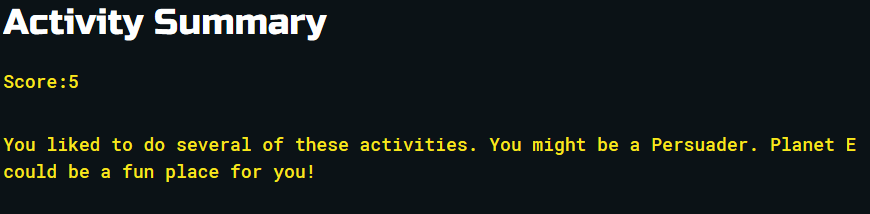 Activity Summary
Score:5
You liked to do several of these activities. You might be a Persuader. Planet E
could be a fun place for you!